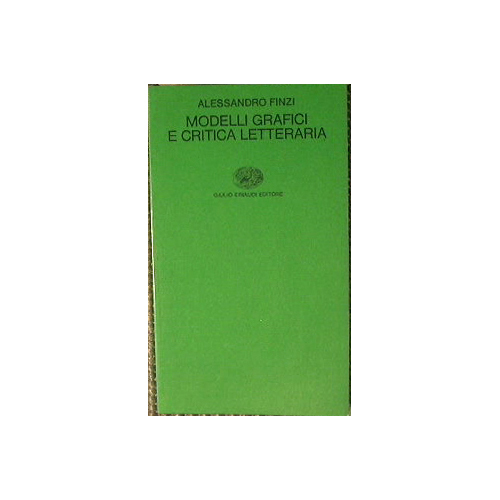 ALESSANDRO FINZI
MODELLI GRAFICI
E CRITICA LETTERARIA
GIULIO EINAUDI EDITORE